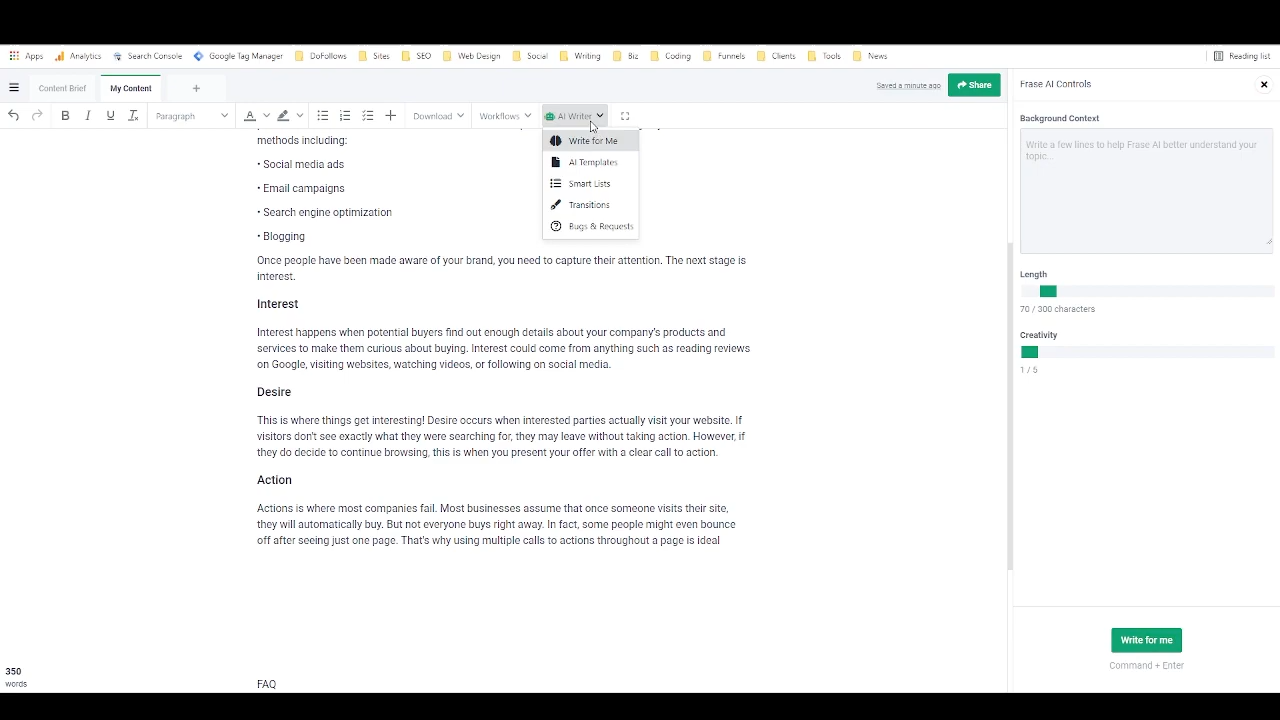 Apps Analytics Search Console Google Tag Manager DoFollows Sites SEO Web Design Social Writing Biz Coding Funnels Clients Tools News Reading list
Content Brief My Content + Saved a minute ago Share
Frase AI Controls
B I U Paragraph A Download Workflows AI Writer
Write for Me
AI Templates
Smart Lists
Transitions
Bugs & Requests
methods including:
• Social media ads
• Email campaigns
• Search engine optimization
• Blogging
Once people have been made aware of your brand, you need to capture their attention. The next stage is
interest.
Interest
Interest happens when potential buyers find out enough details about your company's products and
services to make them curious about buying. Interest could come from anything such as reading reviews
on Google, visiting websites, watching videos, or following on social media.
Desire
This is where things get interesting! Desire occurs when interested parties actually visit your website. If
visitors don't see exactly what they were searching for, they may leave without taking action. However, if
they do decide to continue browsing, this is when you present your offer with a clear call to action.
Action
Actions is where most companies fail. Most businesses assume that once someone visits their site,
they will automatically buy. But not everyone buys right away. In fact, some people might even bounce
off after seeing just one page. That's why using multiple calls to actions throughout a page is ideal
FAQ
350
words
Background Context
Write a few lines to help Frase AI better understand your
topic...
Length
70 / 300 characters
Creativity
1 / 5
Write for me
Command + Enter